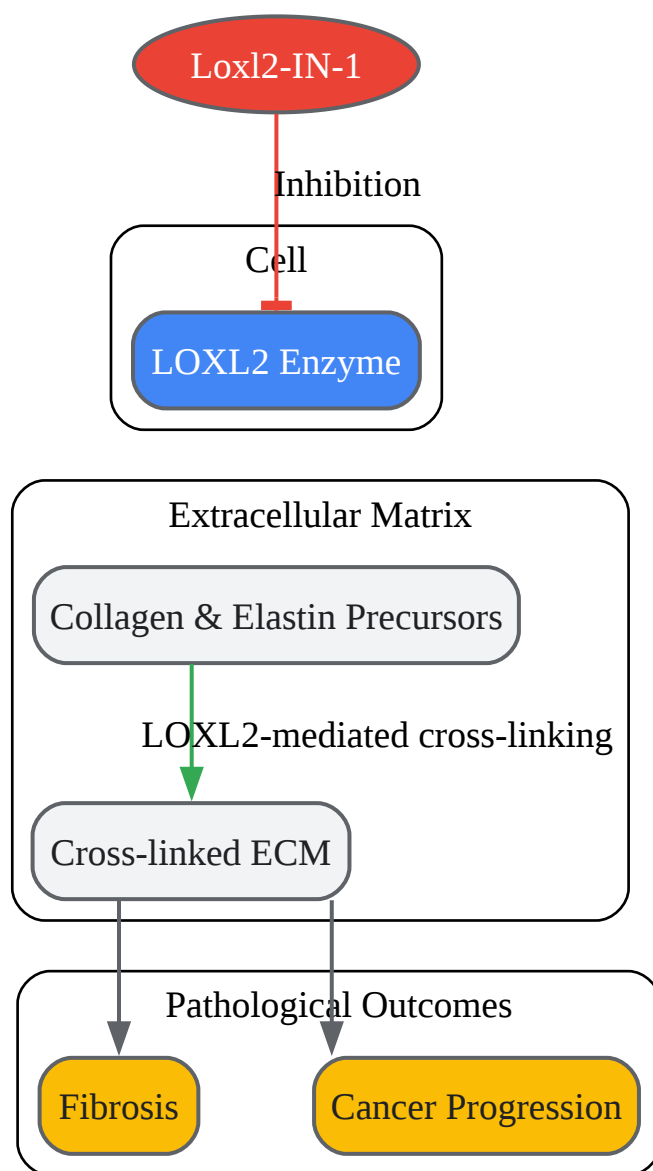 Loxl2-IN-1
Inhibition
Cell
LOXL2 Enzyme
Extracellular Matrix
Collagen & Elastin Precursors
LOXL2-mediated cross-linking
Cross-linked ECM
Pathological Outcomes
Fibrosis
Cancer Progression